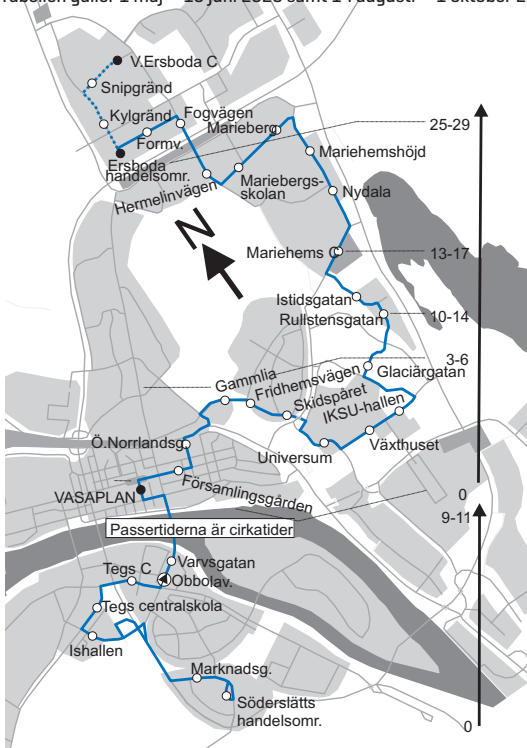 V.Ersboda C
Snipgränd
Kylgränd
Fogvägen
Marieberg
Formv.
Ersboda
handelsomr.
Hermelinvägen
25-29
Mariehemshöjd
Mariebergs-
skolan
Nydala
N
Mariehems C
13-17
Istidsgatan
Rullstensgatan
10-14
3-6
Glaciärgatan
Gammlia
Fridhemsvägen
Skidspåret
IKSU-hallen
Ö.Norrlandsg.
Växthuset
Universum
Församlingsgården
VASAPLAN
0
9-11
Passertiderna är cirkatider
Varvsgatan
Tegs C
Obbolav.
Tegs centralskola
Ishallen
Marknadsg.
Söderslätts
handelsomr.
0